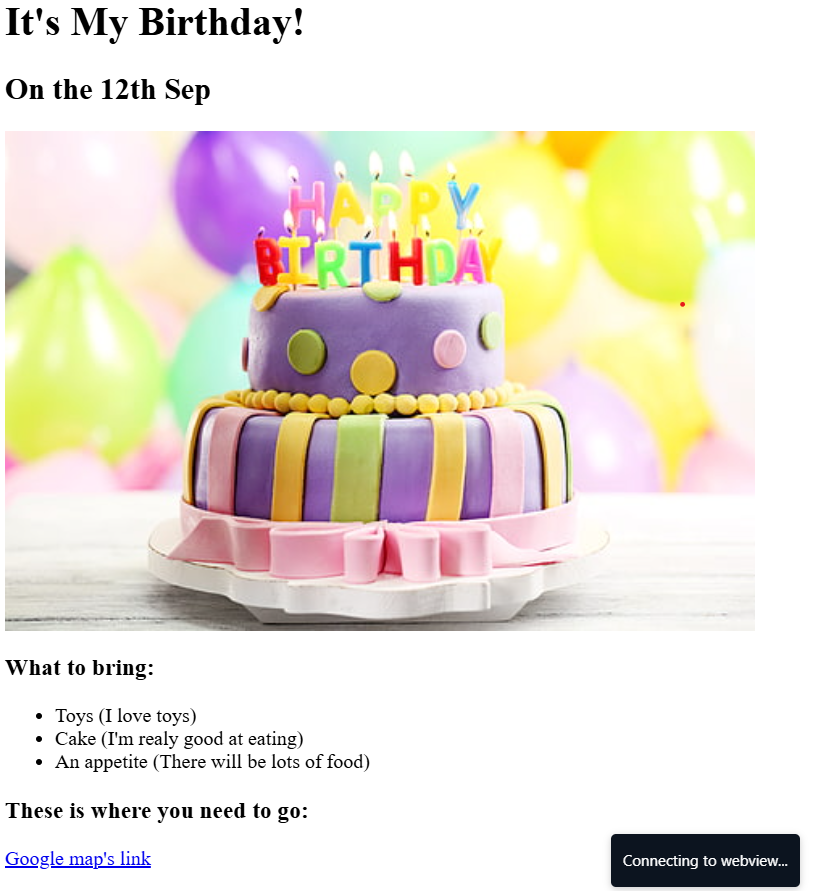 It's My Birthday!
On the 12th Sep
HAPPY
BIRTHDAY
What to bring:
Toys (I love toys)
Cake (I'm realy good at eating)
An appetite (There will be lots of food)
These is where you need to go:
Google map's link
Connecting to webview...